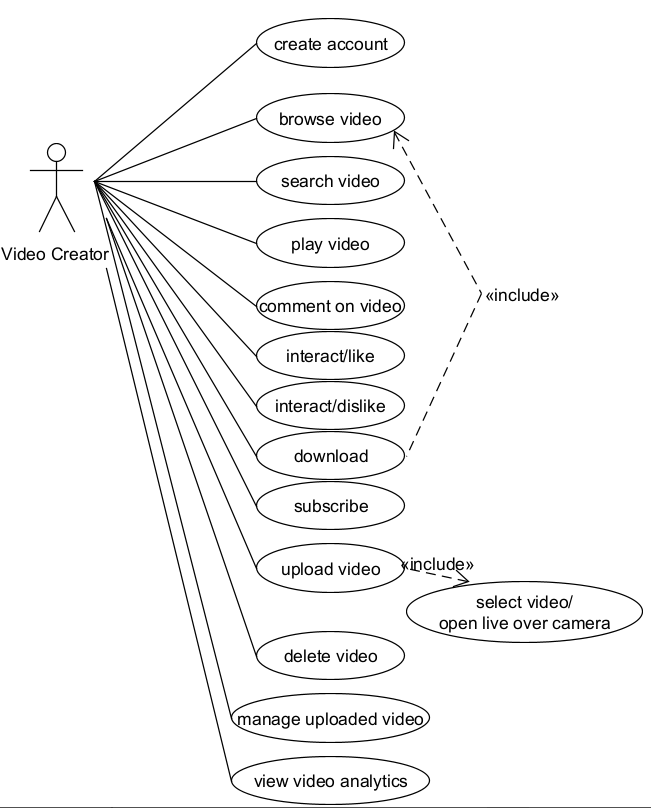 create account
browse video
search video
play video
Video Creator
comment on video
«include»
interact/like
interact/dislike
download
subscribe
upload video
«include»
select video/
open live over camera
delete video
manage uploaded video
view video analytics